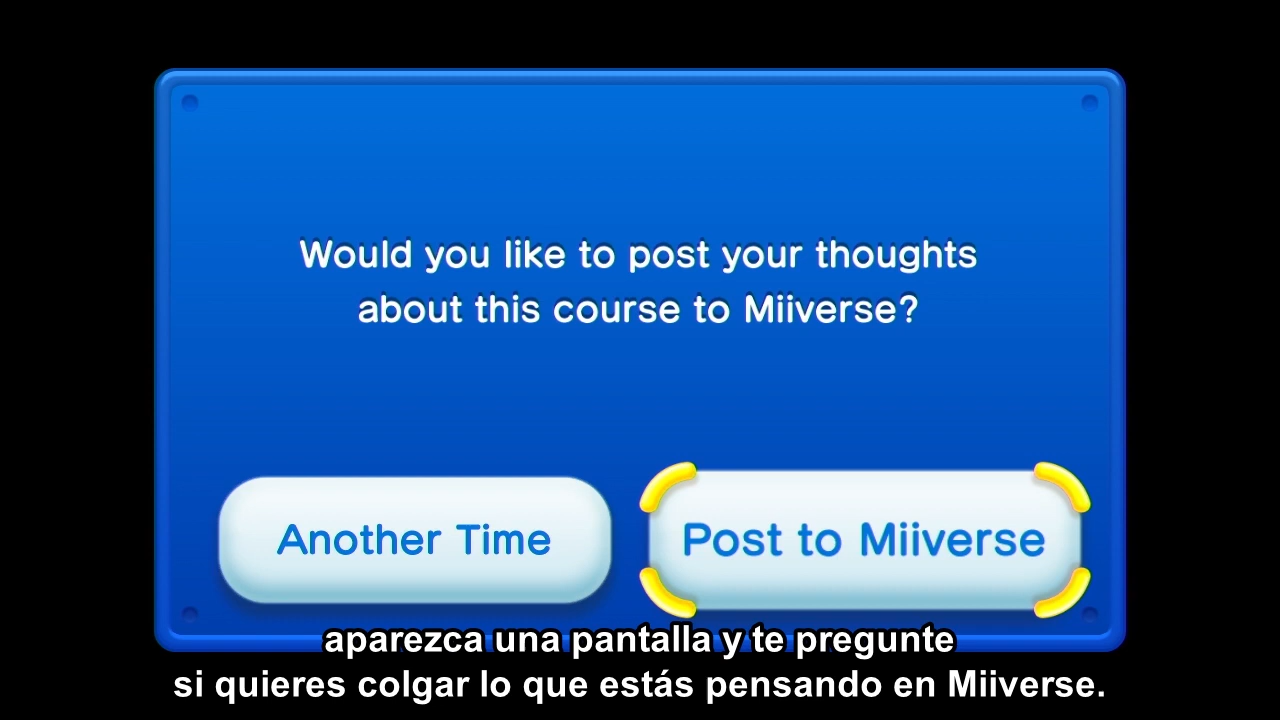 Would you like to post your thoughts
about this course to Miiverse?
Another Time
Post to Miiverse
aparezca una pantalla y te pregunte
si quieres colgar lo que estás pensando en Miiverse.